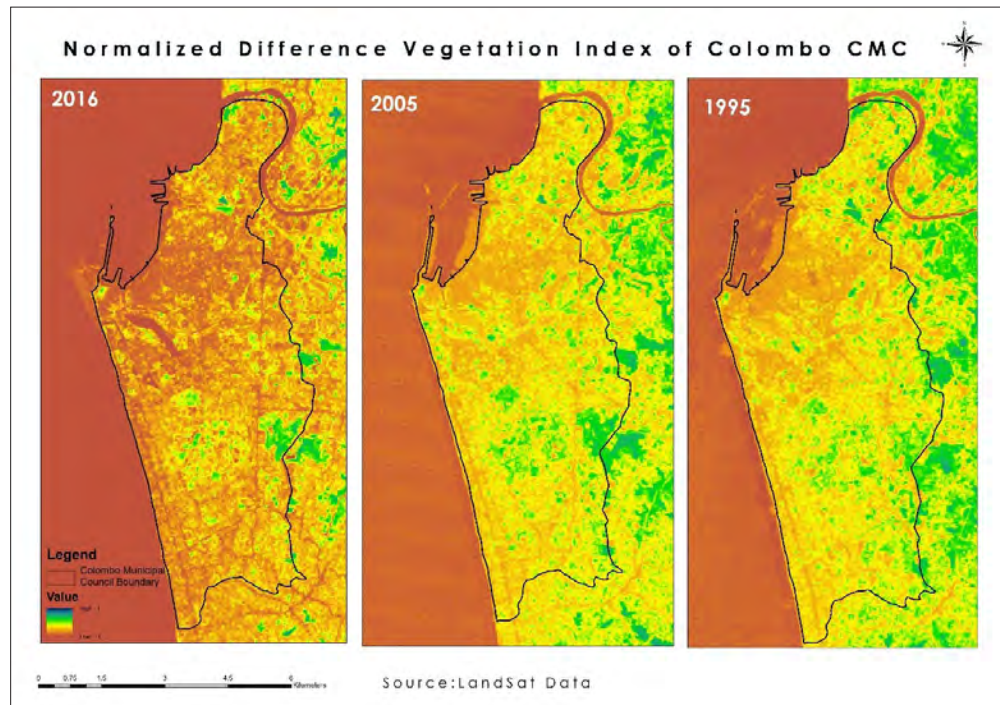 Normalized Difference Vegetation Index of Colombo CMC
2016
2005
1995
Legend
Colombo Municipal
Council Boundary
Value
0 0.75 1.5 3 4.5 6
Kilometers
Source:LandSat Data